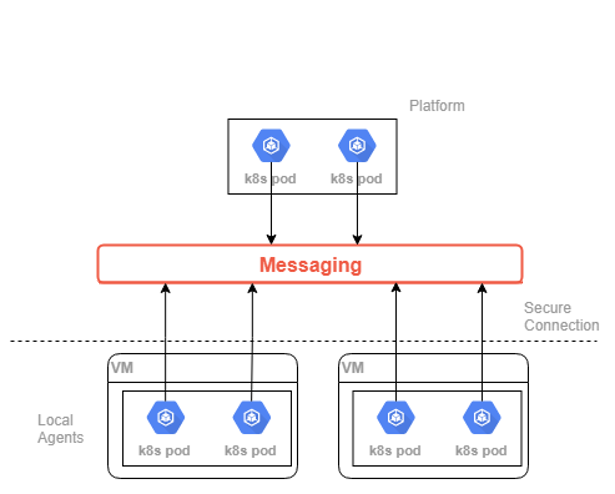 Platform
k8s pod
k8s pod
Messaging
Secure
Connection
VM
VM
Local
Agents
k8s pod
k8s pod
k8s pod
k8s pod